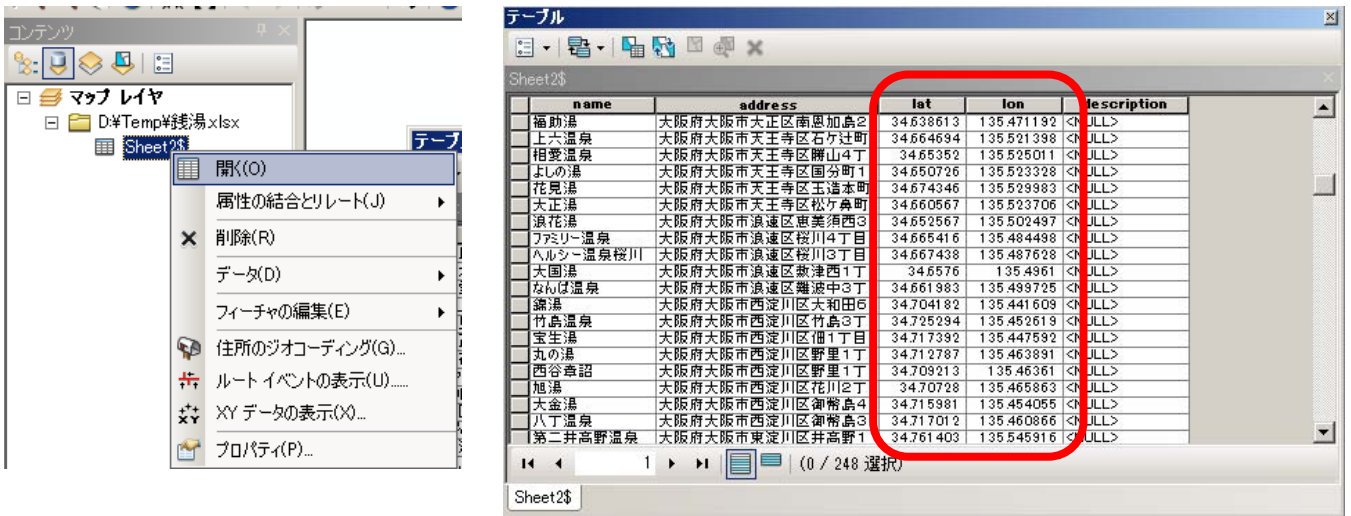 コンテンツ
マップ レイヤ
D:¥Temp¥銭湯.xlsx
Sheet2$
開く(O)
属性の結合とリレート(J)
削除(R)
データ(D)
フィーチャの編集(E)
住所のジオコーディング(G)...
ルート イベントの表示(U)......
XY データの表示(X)...
プロパティ(P)...
テーブル
Sheet2$
name address lat lon description
福助湯 大阪府大阪市大正区南恩加島2 34.638613 135.471192 <NULL>
上六温泉 大阪府大阪市天王寺区石ケ辻町 34.664694 135.521398 <NULL>
相愛温泉 大阪府大阪市天王寺区勝山4丁 34.65352 135.525011 <NULL>
よしの湯 大阪府大阪市天王寺区国分町1 34.650726 135.523328 <NULL>
花見湯 大阪府大阪市天王寺区玉造本町 34.674346 135.529983 <NULL>
大正湯 大阪府大阪市天王寺区松ケ鼻町 34.660567 135.523706 <NULL>
浪花湯 大阪府大阪市浪速区恵美須西3 34.652567 135.502497 <NULL>
ファミリー温泉 大阪府大阪市浪速区桜川4丁目 34.665416 135.484498 <NULL>
ヘルシー温泉桜川 大阪府大阪市浪速区桜川3丁目 34.667438 135.487628 <NULL>
大国湯 大阪府大阪市浪速区敷津西1丁 34.6576 135.4961 <NULL>
なんば温泉 大阪府大阪市浪速区難波中3丁 34.661983 135.499725 <NULL>
錦湯 大阪府大阪市西淀川区大和田6 34.704182 135.441609 <NULL>
竹島温泉 大阪府大阪市西淀川区竹島3丁 34.725294 135.452619 <NULL>
宝生湯 大阪府大阪市西淀川区佃1丁目 34.717392 135.447592 <NULL>
丸の湯 大阪府大阪市西淀川区野里1丁 34.712787 135.463891 <NULL>
西谷章詔 大阪府大阪市西淀川区野里1丁 34.709213 135.46361 <NULL>
旭湯 大阪府大阪市西淀川区花川2丁 34.70728 135.465863 <NULL>
大金湯 大阪府大阪市西淀川区御幣島4 34.715981 135.454055 <NULL>
八丁温泉 大阪府大阪市西淀川区御幣島3 34.717012 135.460866 <NULL>
第二井高野温泉 大阪府大阪市東淀川区井高野1 34.761403 135.545916 <NULL>
1 (0 / 248 選択)
Sheet2$